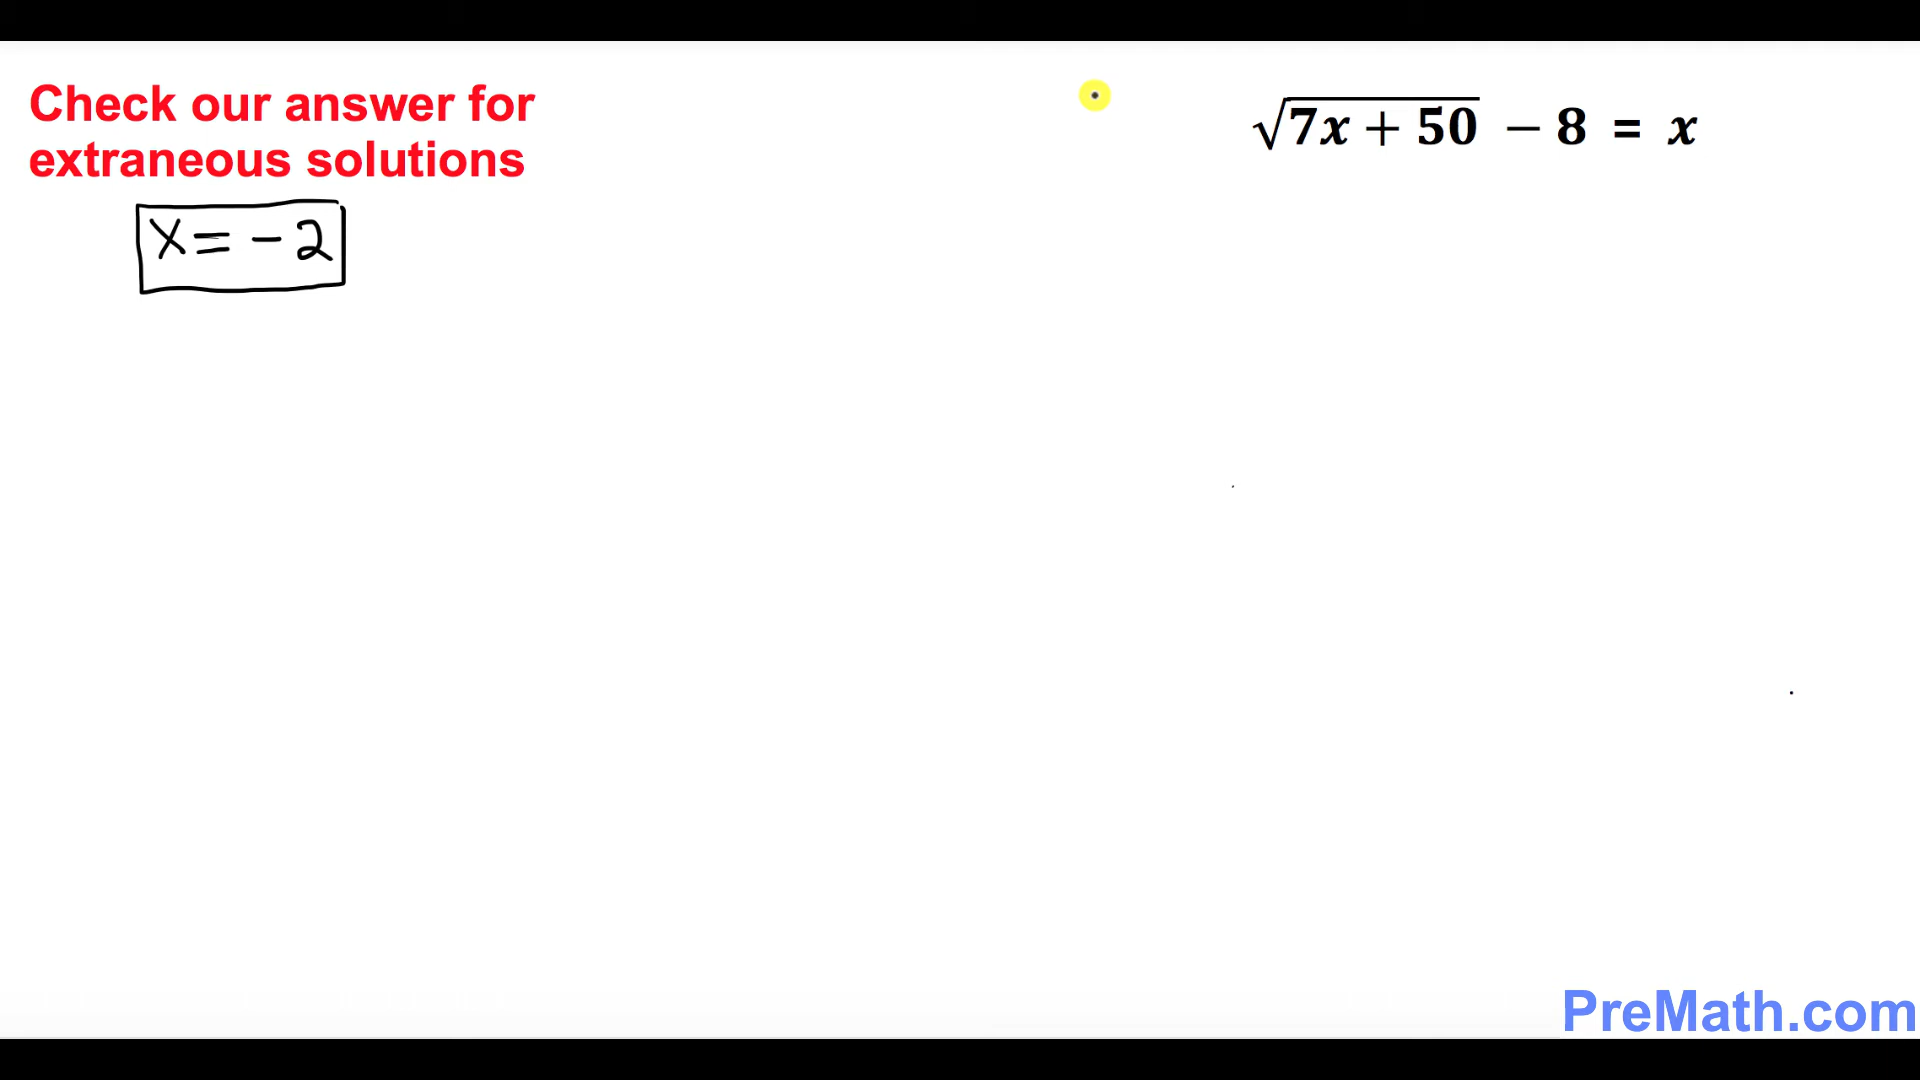 Check our answer for
extraneous solutions
x = -2
√7x + 50 - 8 = x
PreMath.com